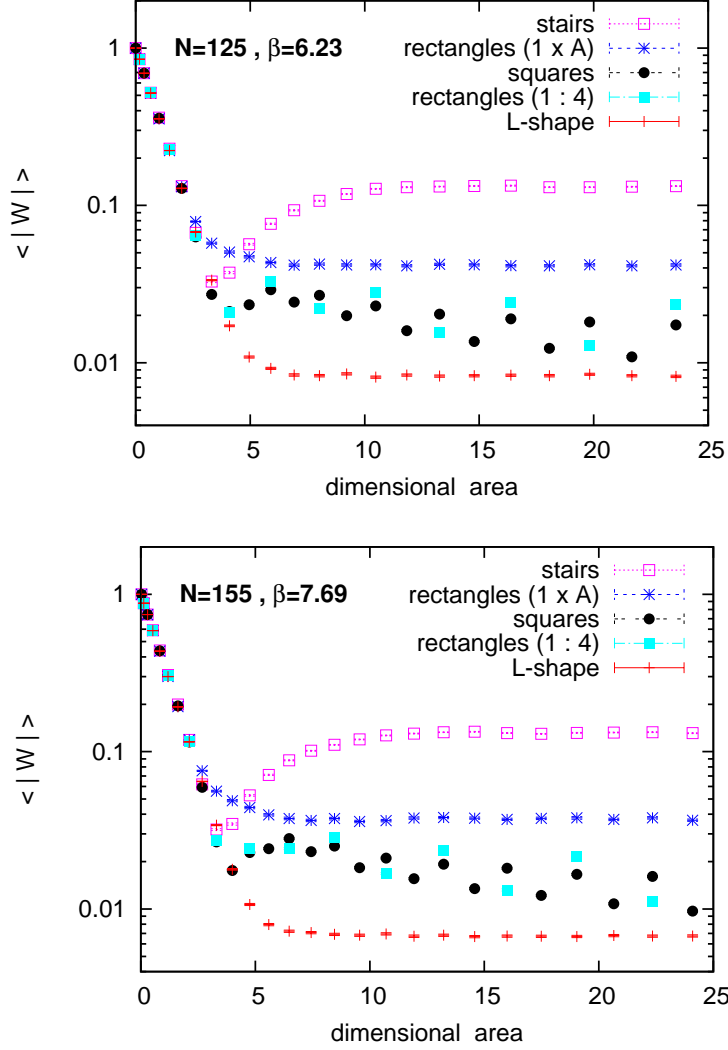 N=125 , β=6.23
stairs
rectangles (1 x A)
squares
rectangles (1 : 4)
L-shape
1
0.1
0.01
< | W | >
0
5
10
15
20
25
dimensional area
N=155 , β=7.69
stairs
rectangles (1 x A)
squares
rectangles (1 : 4)
L-shape
1
0.1
0.01
< | W | >
0
5
10
15
20
25
dimensional area